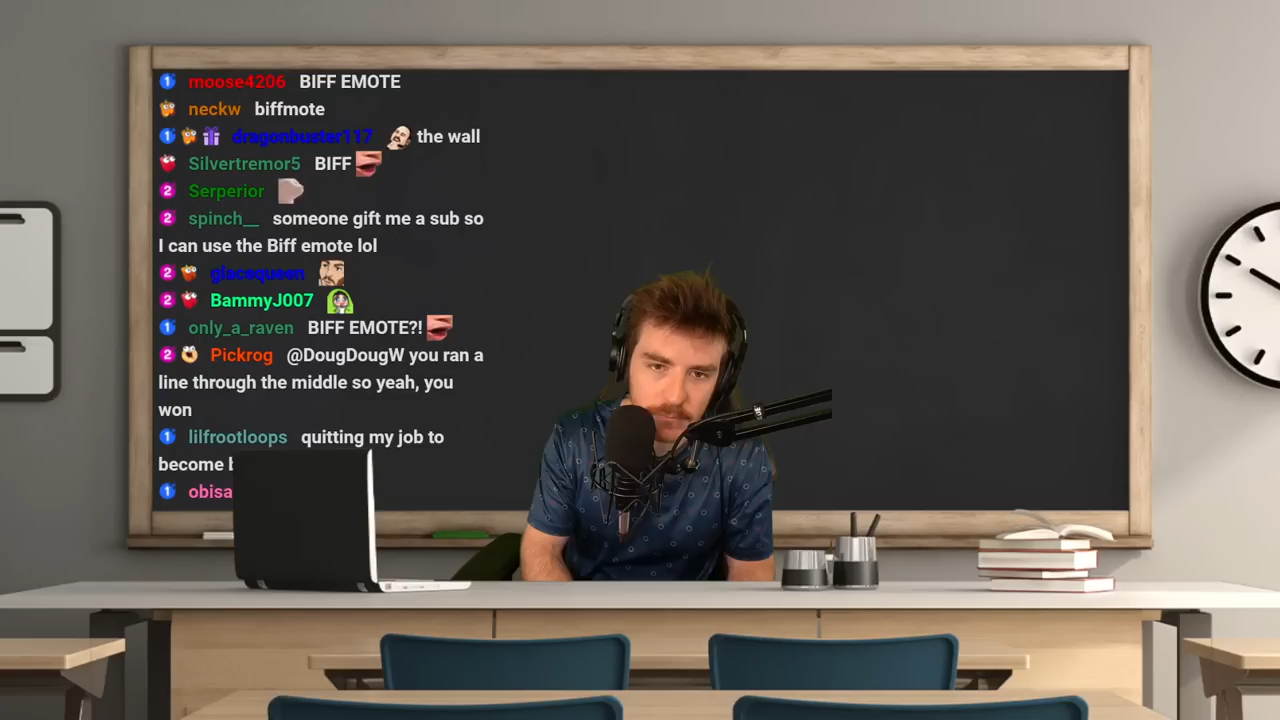 moose4206 BIFF EMOTE
neckw biffmote
dragonbuster117 the wall
Silvertremor5 BIFF
Serperior
spinch__ someone gift me a sub so
I can use the Biff emote lol
glacequeen
BammyJ007
only_a_raven BIFF EMOTE?!
Pickrog @DougDougW you ran a
line through the middle so yeah, you
won
lilfrootloops quitting my job to
become
obisa